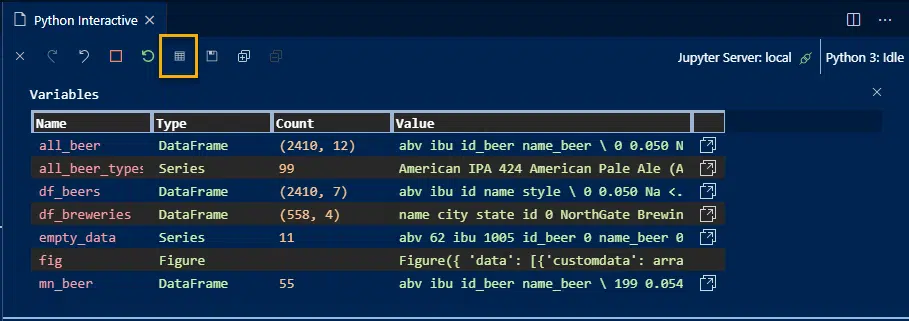 Python Interactive
Jupyter Server: local Python 3: Idle
Variables
Name Type Count Value
all_beer DataFrame (2410, 12) abv ibu id_beer name_beer \ 0 0.050 N
all_beer_types Series 99 American IPA 424 American Pale Ale (A
df_beers DataFrame (2410, 7) abv ibu id name style \ 0 0.050 Na <.
df_breweries DataFrame (558, 4) name city state id 0 NorthGate Brewin
empty_data Series 11 abv 62 ibu 1005 id_beer 0 name_beer 0
fig Figure Figure({ 'data': [{'customdata': arra
mn_beer DataFrame 55 abv ibu id_beer name_beer \ 199 0.054